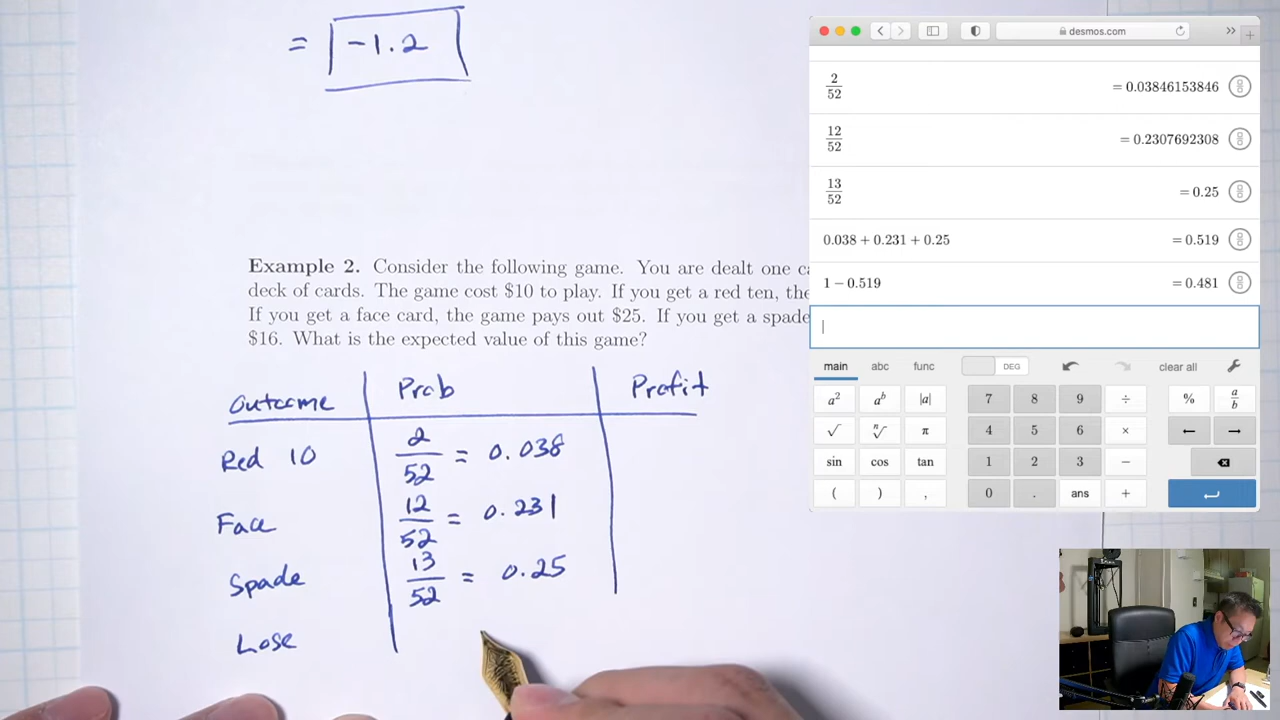 = -1.2
Example 2. Consider the following game. You are dealt one
deck of cards. The game cost $10 to play. If you get a red ten, the
If you get a face card, the game pays out $25. If you get a spade
$16. What is the expected value of this game?
Outcome Prob Profit
Red 10 2/52 = 0.038
Face 12/52 = 0.231
Spade 13/52 = 0.25
Lose
desmos.com
2/52 = 0.03846153846
12/52 = 0.2307692308
13/52 = 0.25
0.038 + 0.231 + 0.25 = 0.519
1 − 0.519 = 0.481
main abc func DEG clear all
a² aᵇ |a| 7 8 9 ÷ % a/b
√ ⁿ√ π 4 5 6 × ← →
sin cos tan 1 2 3 −
( ) , 0 . ans +